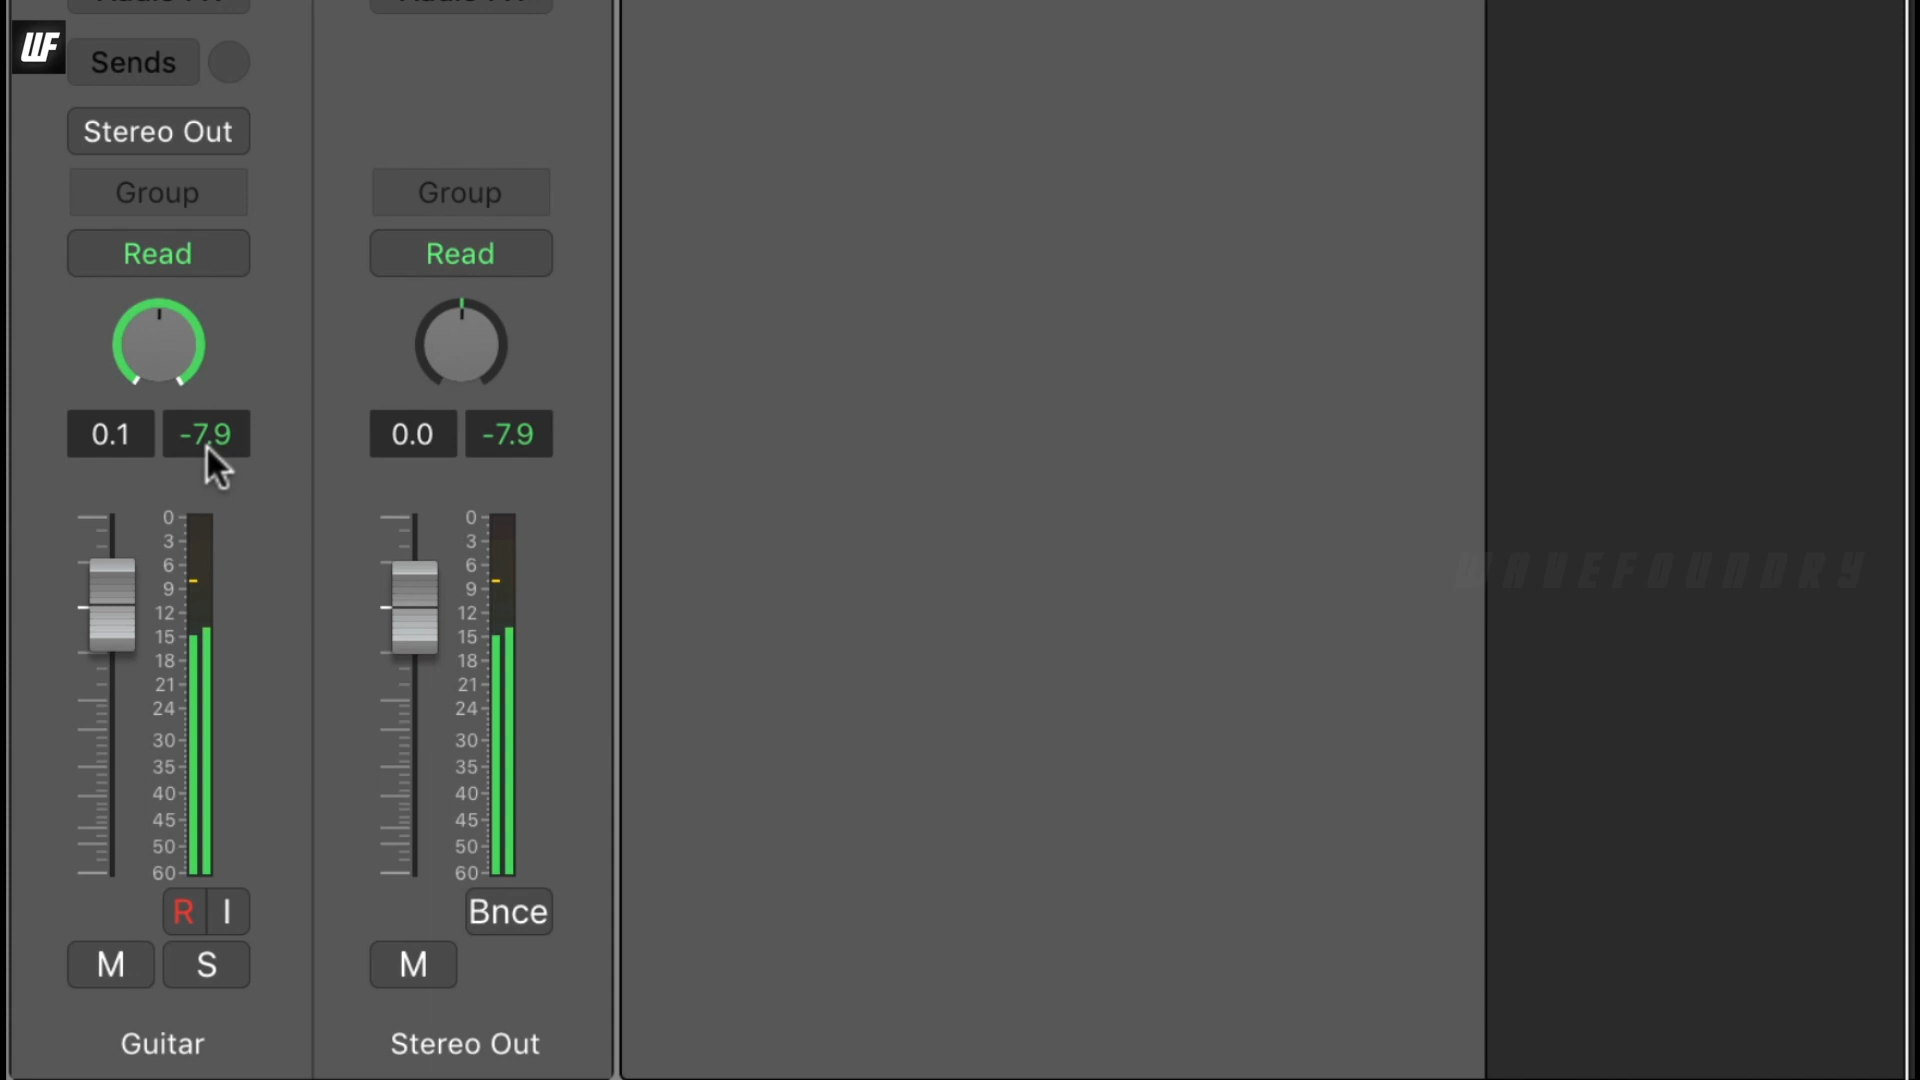 WF
Sends
Stereo Out
Group Group
Read Read
0.1 -7.9 0.0 -7.9
0 0
3 3
6 6
9 9
12 12
15 15
18 18
21 21
24 24
30 30
35 35
40 40
45 45
50 50
60 60
R I Bnce
M S M
Guitar Stereo Out
WAVEFOUNDRY